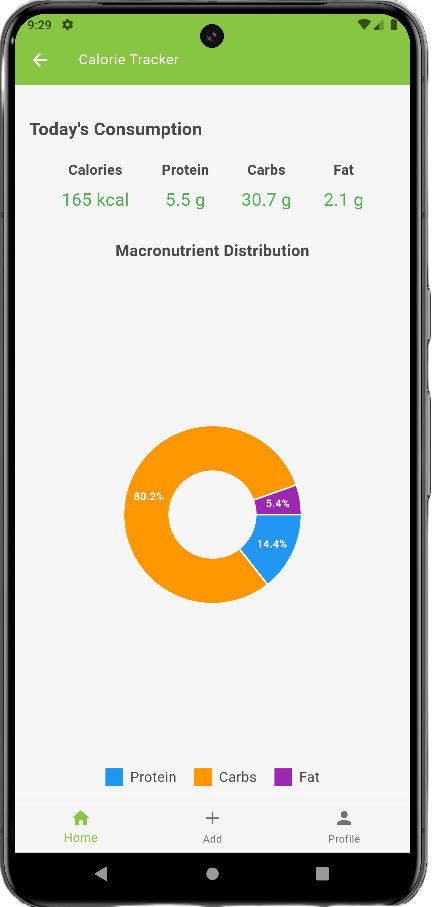 9:29
Calorie Tracker
Today's Consumption
Calories Protein Carbs Fat
165 kcal 5.5 g 30.7 g 2.1 g
Macronutrient Distribution
80.2%
5.4%
14.4%
Protein Carbs Fat
Home Add Profile